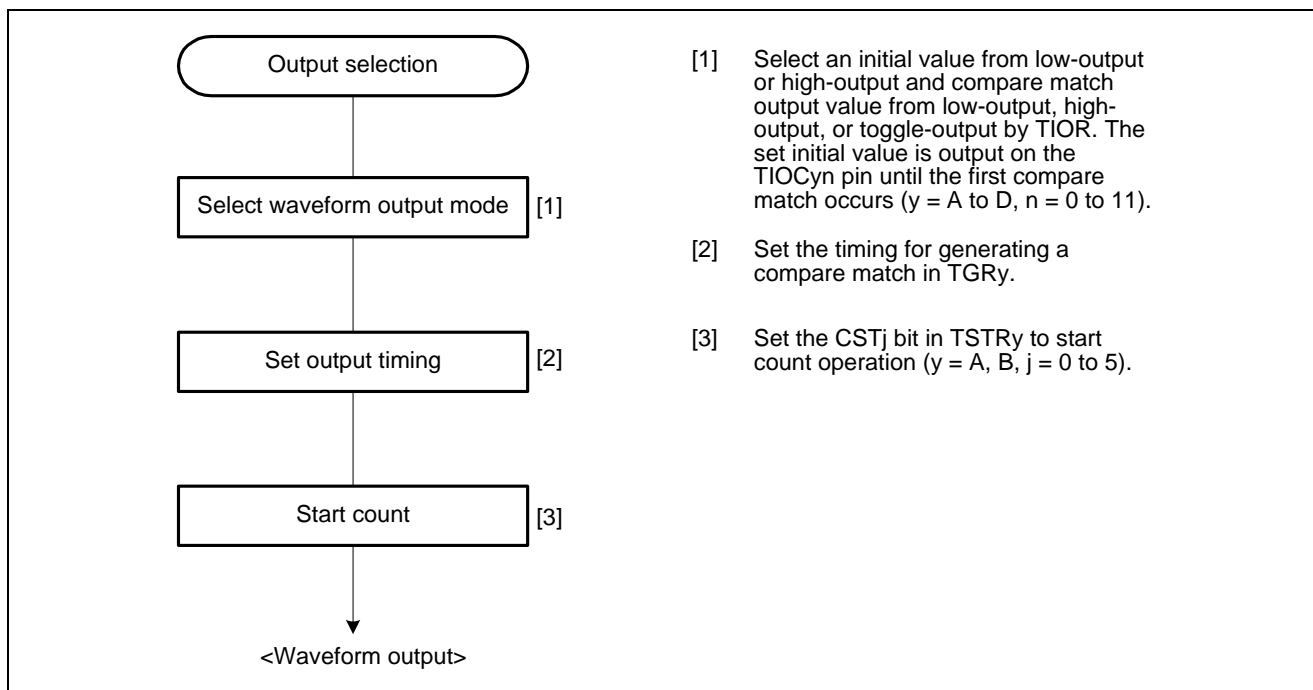 Output selection
Select waveform output mode [1]
Set output timing [2]
Start count [3]
<Waveform output>
[1] Select an initial value from low-output
or high-output and compare match
output value from low-output, high-
output, or toggle-output by TIOR. The
set initial value is output on the
TIOCyn pin until the first compare
match occurs (y = A to D, n = 0 to 11).
[2] Set the timing for generating a
compare match in TGRy.
[3] Set the CSTj bit in TSTRy to start
count operation (y = A, B, j = 0 to 5).